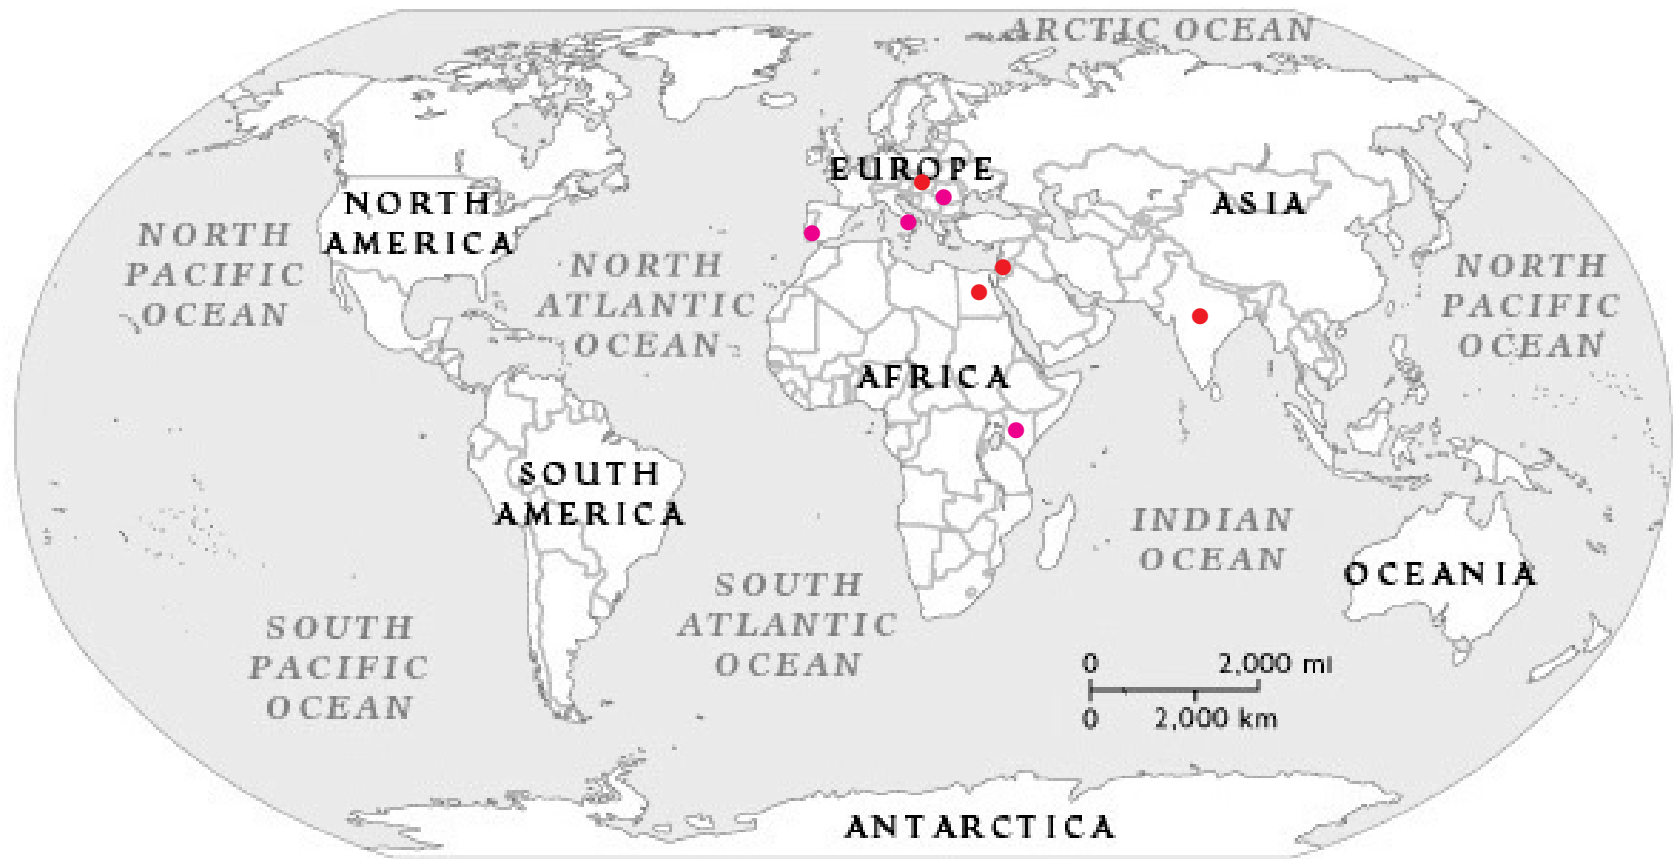 ARCTIC OCEAN
EUROPE
NORTH
AMERICA
ASIA
NORTH
PACIFIC
OCEAN
NORTH
ATLANTIC
OCEAN
NORTH
PACIFIC
OCEAN
AFRICA
SOUTH
AMERICA
INDIAN
OCEAN
OCEANIA
SOUTH
ATLANTIC
OCEAN
SOUTH
PACIFIC
OCEAN
0 2,000 mi
0 2,000 km
ANTARCTICA